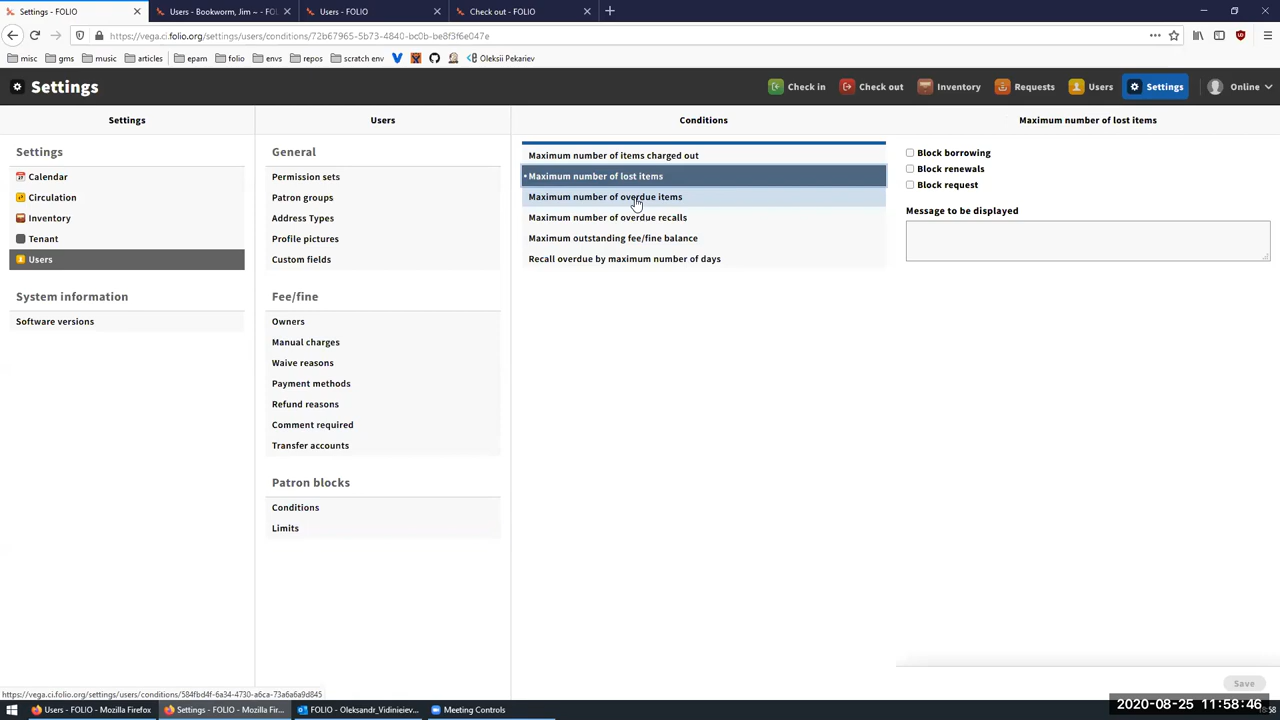 Settings - FOLIO
Users - Bookworm, Jim ~ - FOLIO
Users - FOLIO
Check out - FOLIO
https://vega.ci.folio.org/settings/users/conditions/72b67965-5b73-4840-bc0b-be8f3f6e047e
misc gms music articles epam folio envs repos scratch env Oleksii Pekariev
Settings
Check in Check out Inventory Requests Users Settings Online
Settings
Users
Conditions
Maximum number of lost items
Settings
Calendar
Circulation
Inventory
Tenant
Users
System information
Software versions
General
Permission sets
Patron groups
Address Types
Profile pictures
Custom fields
Fee/fine
Owners
Manual charges
Waive reasons
Payment methods
Refund reasons
Comment required
Transfer accounts
Patron blocks
Conditions
Limits
Maximum number of items charged out
Maximum number of lost items
Maximum number of overdue items
Maximum number of overdue recalls
Maximum outstanding fee/fine balance
Recall overdue by maximum number of days
Block borrowing
Block renewals
Block request
Message to be displayed
Save
https://vega.ci.folio.org/settings/users/conditions/584fbd4f-6a34-4730-a6ca-73a6a6a9d845
Users - FOLIO - Mozilla Firefox
Settings - FOLIO - Mozilla Fir...
FOLIO - Oleksandr_Vidinieiev...
Meeting Controls
2020-08-25 11:58:46